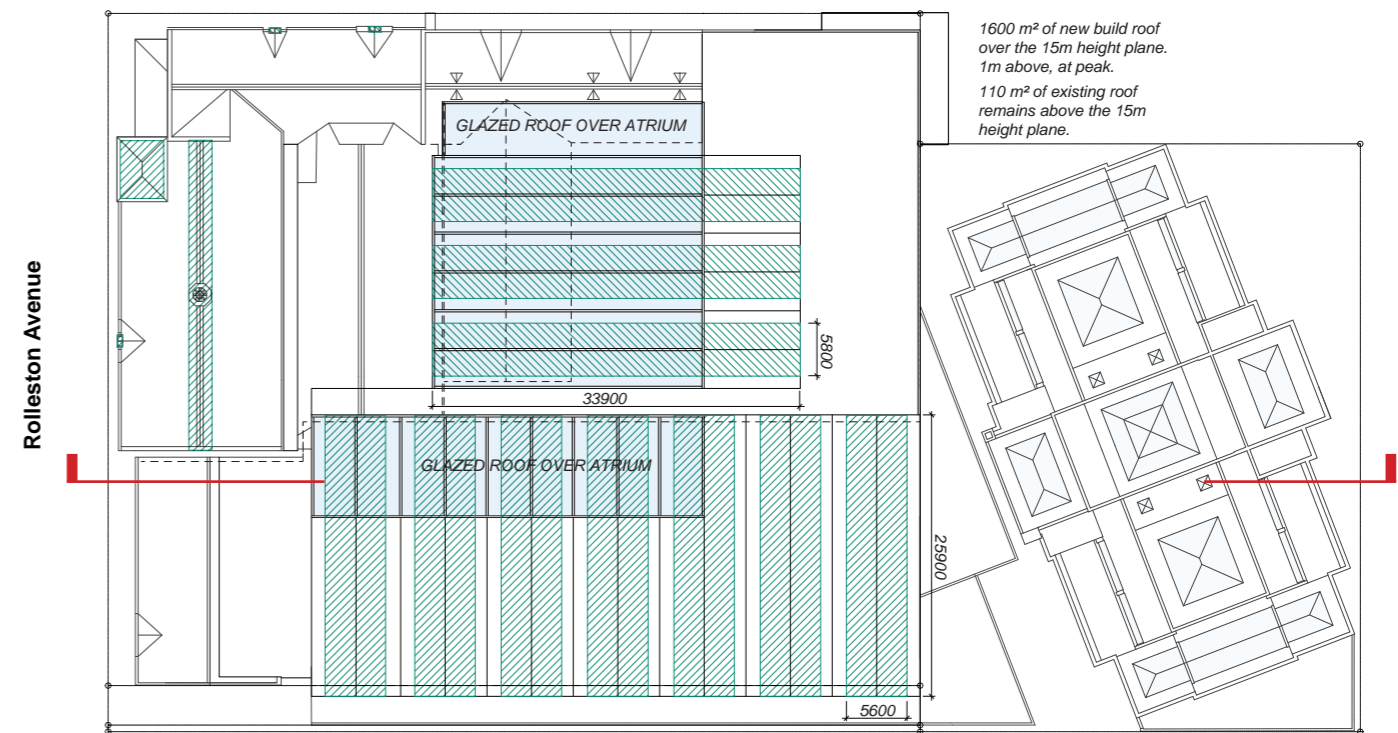 1600 m² of new build roof
over the 15m height plane.
1m above, at peak.
110 m² of existing roof
remains above the 15m
height plane.
GLAZED ROOF OVER ATRIUM
5800
33900
Rolleston Avenue
GLAZED ROOF OVER ATRIUM
25900
5600